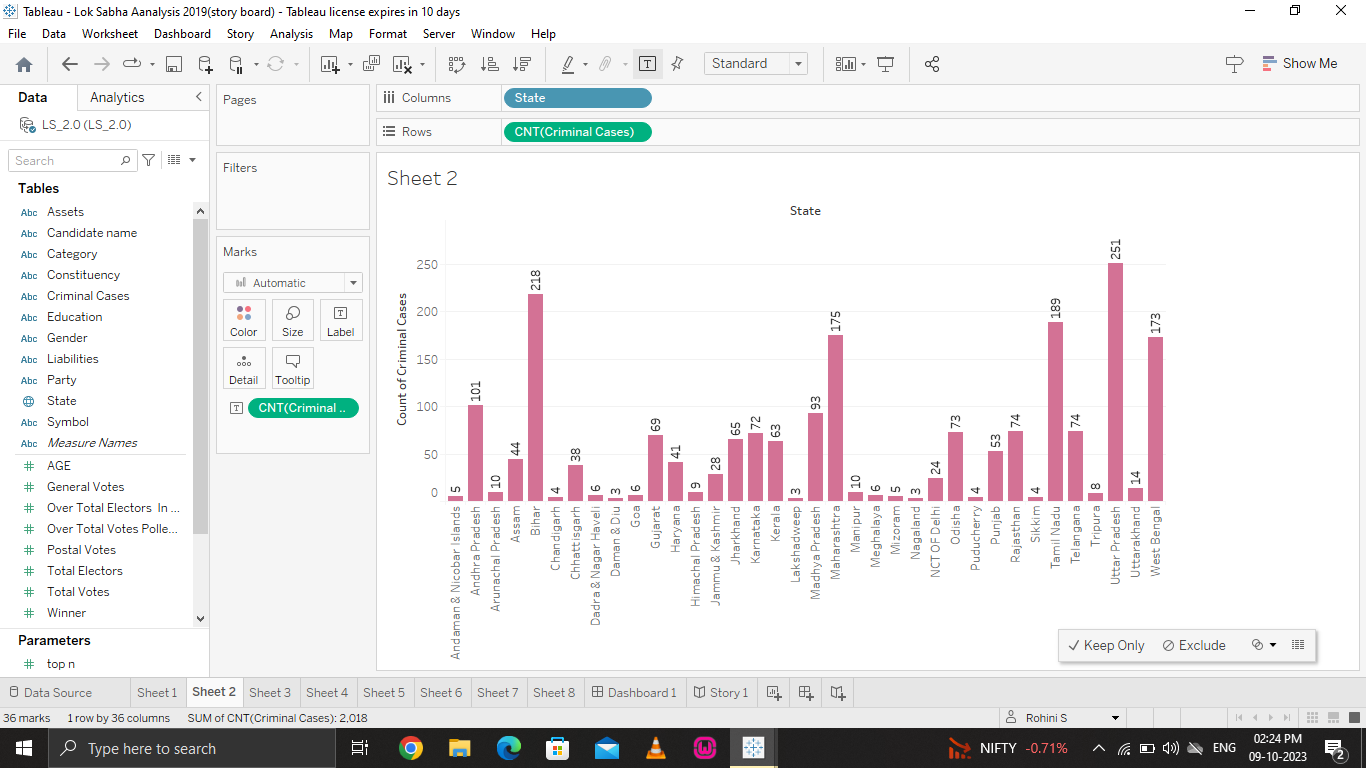 Tableau - Lok Sabha Aanalysis 2019(story board) - Tableau license expires in 10 days
File Data Worksheet Dashboard Story Analysis Map Format Server Window Help
Standard
Show Me
Data Analytics
LS_2.0 (LS_2.0)
Search
Tables
Abc Assets
Abc Candidate name
Abc Category
Abc Constituency
Abc Criminal Cases
Abc Education
Abc Gender
Abc Liabilities
Abc Party
State
Abc Symbol
Abc Measure Names
# AGE
# General Votes
# Over Total Electors In ...
# Over Total Votes Polle...
# Postal Votes
# Total Electors
# Total Votes
# Winner
Parameters
# top n
Pages
Filters
Marks
Automatic
Color Size Label
Detail Tooltip
CNT(Criminal ..
Columns State
Rows CNT(Criminal Cases)
Sheet 2
State
Count of Criminal Cases
250
200
150
100
50
0
5 101 10 44 218 4 38 6 3 6 69 41 9 28 65 72 63 3 93 175 10 6 5 3 24 73 4 53 74 4 189 74 8 251 14 173
Andaman & Nicobar Islands
Andhra Pradesh
Arunachal Pradesh
Assam
Bihar
Chandigarh
Chhattisgarh
Dadra & Nagar Haveli
Daman & Diu
Goa
Gujarat
Haryana
Himachal Pradesh
Jammu & Kashmir
Jharkhand
Karnataka
Kerala
Lakshadweep
Madhya Pradesh
Maharashtra
Manipur
Meghalaya
Mizoram
Nagaland
NCT OF Delhi
Odisha
Puducherry
Punjab
Rajasthan
Sikkim
Tamil Nadu
Telangana
Tripura
Uttar Pradesh
Uttarakhand
West Bengal
Keep Only Exclude
Data Source Sheet 1 Sheet 2 Sheet 3 Sheet 4 Sheet 5 Sheet 6 Sheet 7 Sheet 8 Dashboard 1 Story 1
36 marks 1 row by 36 columns SUM of CNT(Criminal Cases): 2,018 Rohini S
Type here to search
NIFTY -0.71%
ENG
02:24 PM
09-10-2023
2